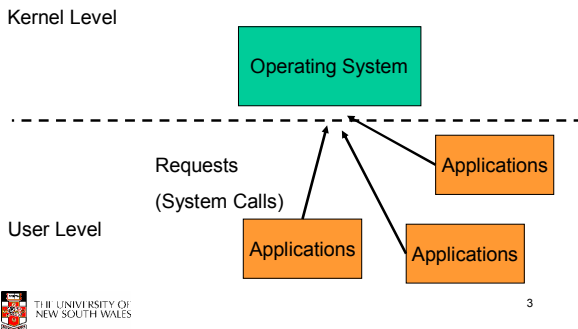 Kernel Level
Operating System
Requests
(System Calls)
Applications
User Level
Applications
Applications
THE UNIVERSITY OF
NEW SOUTH WALES
3